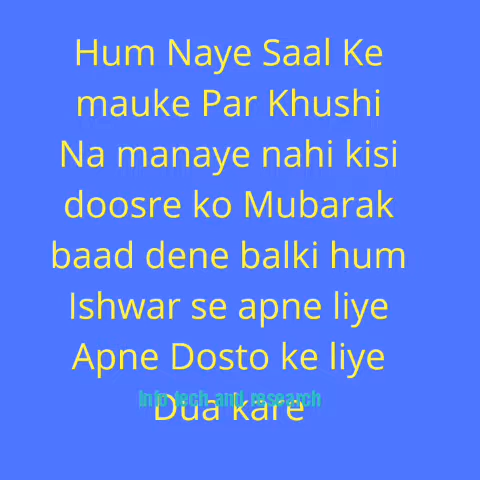 Hum Naye Saal Ke
mauke Par Khushi
Na manaye nahi kisi
doosre ko Mubarak
baad dene balki hum
Ishwar se apne liye
Apne Dosto ke liye
Info tech and research
Dua kare